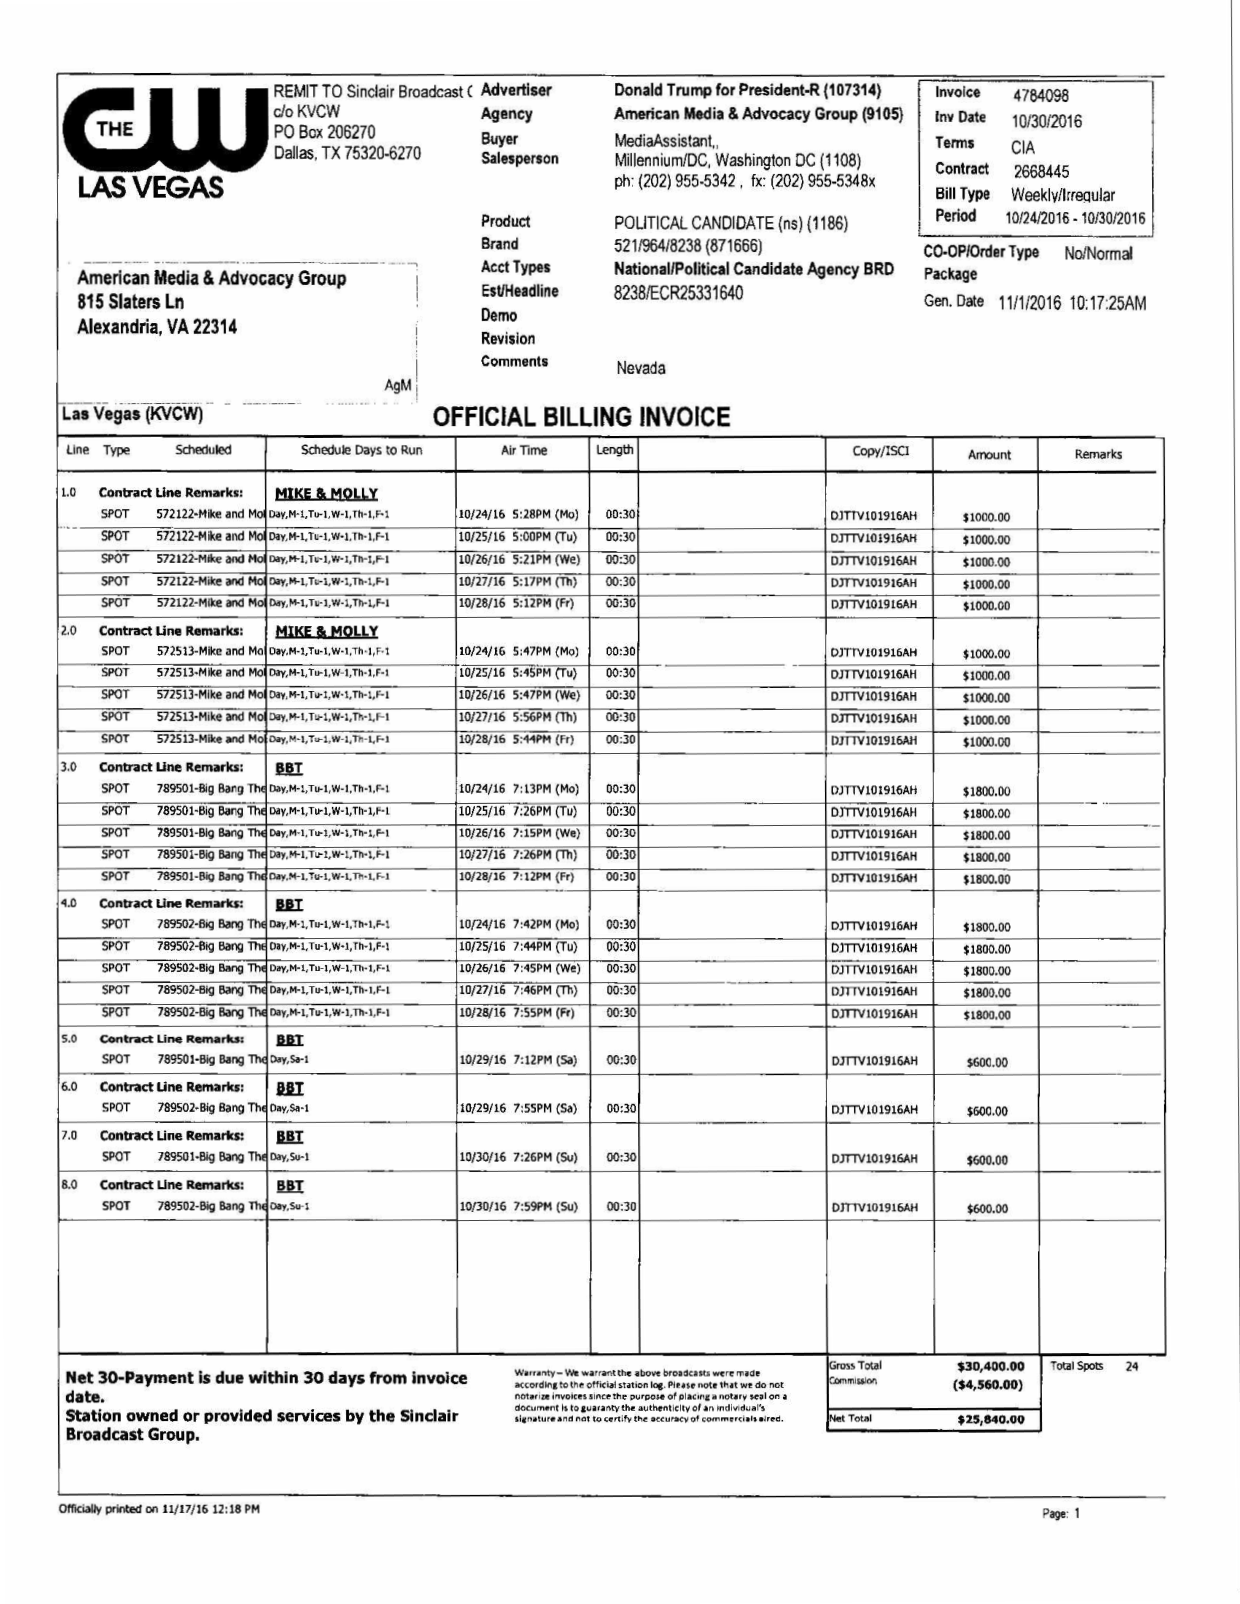 THE CW
LAS VEGAS
REMIT TO Sinclair Broadcast (
c/o KVCW
PO Box 206270
Dallas, TX 75320-6270
Advertiser Donald Trump for President-R (107314)
Agency American Media & Advocacy Group (9105)
Buyer MediaAssistant,,
Salesperson Millennium/DC, Washington DC (1108)
ph: (202) 955-5342 , fx: (202) 955-5348x
Product POLITICAL CANDIDATE (ns) (1186)
Brand 521/964/8238 (871666)
Acct Types National/Political Candidate Agency BRD
Est/Headline 8238/ECR25331640
Demo
Revision
Comments Nevada
Invoice 4784098
Inv Date 10/30/2016
Terms CIA
Contract 2668445
Bill Type Weekly/Irregular
Period 10/24/2016 - 10/30/2016
CO-OP/Order Type No/Normal
Package
Gen. Date 11/1/2016 10:17:25AM
American Media & Advocacy Group
815 Slaters Ln
Alexandria, VA 22314
AgM
Las Vegas (KVCW) OFFICIAL BILLING INVOICE
Line Type Scheduled Schedule Days to Run Air Time Length Copy/ISCI Amount Remarks
1.0 Contract Line Remarks: MIKE & MOLLY
SPOT 572122-Mike and Mol Day,M-1,Tu-1,W-1,Th-1,F-1 10/24/16 5:28PM (Mo) 00:30 DJTTV101916AH $1000.00
SPOT 572122-Mike and Mol Day,M-1,Tu-1,W-1,Th-1,F-1 10/25/16 5:00PM (Tu) 00:30 DJTTV101916AH $1000.00
SPOT 572122-Mike and Mol Day,M-1,Tu-1,W-1,Th-1,F-1 10/26/16 5:21PM (We) 00:30 DJTTV101916AH $1000.00
SPOT 572122-Mike and Mol Day,M-1,Tu-1,W-1,Th-1,F-1 10/27/16 5:17PM (Th) 00:30 DJTTV101916AH $1000.00
SPOT 572122-Mike and Mol Day,M-1,Tu-1,W-1,Th-1,F-1 10/28/16 5:12PM (Fr) 00:30 DJTTV101916AH $1000.00
2.0 Contract Line Remarks: MIKE & MOLLY
SPOT 572513-Mike and Mol Day,M-1,Tu-1,W-1,Th-1,F-1 10/24/16 5:47PM (Mo) 00:30 DJTTV101916AH $1000.00
SPOT 572513-Mike and Mol Day,M-1,Tu-1,W-1,Th-1,F-1 10/25/16 5:45PM (Tu) 00:30 DJTTV101916AH $1000.00
SPOT 572513-Mike and Mol Day,M-1,Tu-1,W-1,Th-1,F-1 10/26/16 5:47PM (We) 00:30 DJTTV101916AH $1000.00
SPOT 572513-Mike and Mol Day,M-1,Tu-1,W-1,Th-1,F-1 10/27/16 5:56PM (Th) 00:30 DJTTV101916AH $1000.00
SPOT 572513-Mike and Mol Day,M-1,Tu-1,W-1,Th-1,F-1 10/28/16 5:44PM (Fr) 00:30 DJTTV101916AH $1000.00
3.0 Contract Line Remarks: BBT
SPOT 789501-Big Bang The Day,M-1,Tu-1,W-1,Th-1,F-1 10/24/16 7:13PM (Mo) 00:30 DJTTV101916AH $1800.00
SPOT 789501-Big Bang The Day,M-1,Tu-1,W-1,Th-1,F-1 10/25/16 7:26PM (Tu) 00:30 DJTTV101916AH $1800.00
SPOT 789501-Big Bang The Day,M-1,Tu-1,W-1,Th-1,F-1 10/26/16 7:15PM (We) 00:30 DJTTV101916AH $1800.00
SPOT 789501-Big Bang The Day,M-1,Tu-1,W-1,Th-1,F-1 10/27/16 7:26PM (Th) 00:30 DJTTV101916AH $1800.00
SPOT 789501-Big Bang The Day,M-1,Tu-1,W-1,Th-1,F-1 10/28/16 7:12PM (Fr) 00:30 DJTTV101916AH $1800.00
4.0 Contract Line Remarks: BBT
SPOT 789502-Big Bang The Day,M-1,Tu-1,W-1,Th-1,F-1 10/24/16 7:42PM (Mo) 00:30 DJTTV101916AH $1800.00
SPOT 789502-Big Bang The Day,M-1,Tu-1,W-1,Th-1,F-1 10/25/16 7:44PM (Tu) 00:30 DJTTV101916AH $1800.00
SPOT 789502-Big Bang The Day,M-1,Tu-1,W-1,Th-1,F-1 10/26/16 7:45PM (We) 00:30 DJTTV101916AH $1800.00
SPOT 789502-Big Bang The Day,M-1,Tu-1,W-1,Th-1,F-1 10/27/16 7:46PM (Th) 00:30 DJTTV101916AH $1800.00
SPOT 789502-Big Bang The Day,M-1,Tu-1,W-1,Th-1,F-1 10/28/16 7:55PM (Fr) 00:30 DJTTV101916AH $1800.00
5.0 Contract Line Remarks: BBT
SPOT 789501-Big Bang The Day,Sa-1 10/29/16 7:12PM (Sa) 00:30 DJTTV101916AH $600.00
6.0 Contract Line Remarks: BBT
SPOT 789502-Big Bang The Day,Sa-1 10/29/16 7:55PM (Sa) 00:30 DJTTV101916AH $600.00
7.0 Contract Line Remarks: BBT
SPOT 789501-Big Bang The Day,Su-1 10/30/16 7:26PM (Su) 00:30 DJTTV101916AH $600.00
8.0 Contract Line Remarks: BBT
SPOT 789502-Big Bang The Day,Su-1 10/30/16 7:59PM (Su) 00:30 DJTTV101916AH $600.00
Net 30-Payment is due within 30 days from invoice
date.
Station owned or provided services by the Sinclair
Broadcast Group.
Warranty-- We warrant the above broadcasts were made
according to the official station log. Please note that we do not
notarize invoices since the purpose of placing a notary seal on a
document is to guaranty the authenticity of an individual's
signature and not to certify the accuracy of commercials aired.
Gross Total $30,400.00 Total Spots 24
Commission ($4,560.00)
Net Total $25,840.00
Officially printed on 11/17/16 12:18 PM
Page: 1